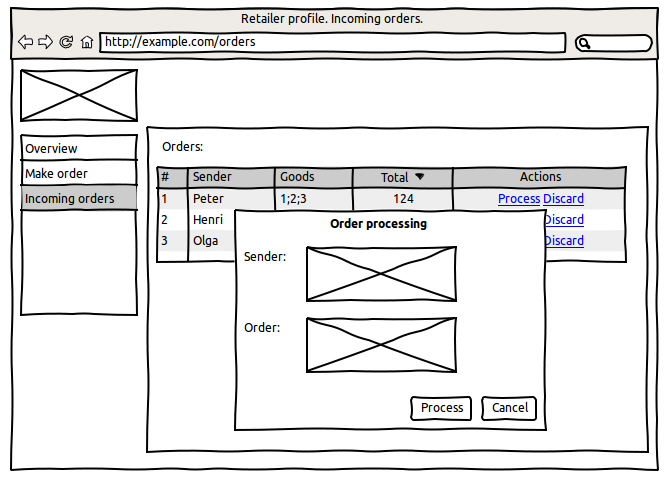 Retailer profile. Incoming orders.
http://example.com/orders
Overview
Make order
Incoming orders
Orders:
# Sender Goods Total Actions
1 Peter 1;2;3 124 Process Discard
2 Henri Discard
3 Olga Discard
Order processing
Sender:
Order:
Process Cancel